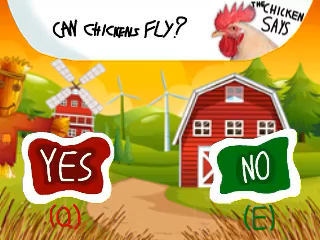 CAN CHICKENS FLY?
THE CHICKEN
SAYS
YES
NO
(Q)
(E)